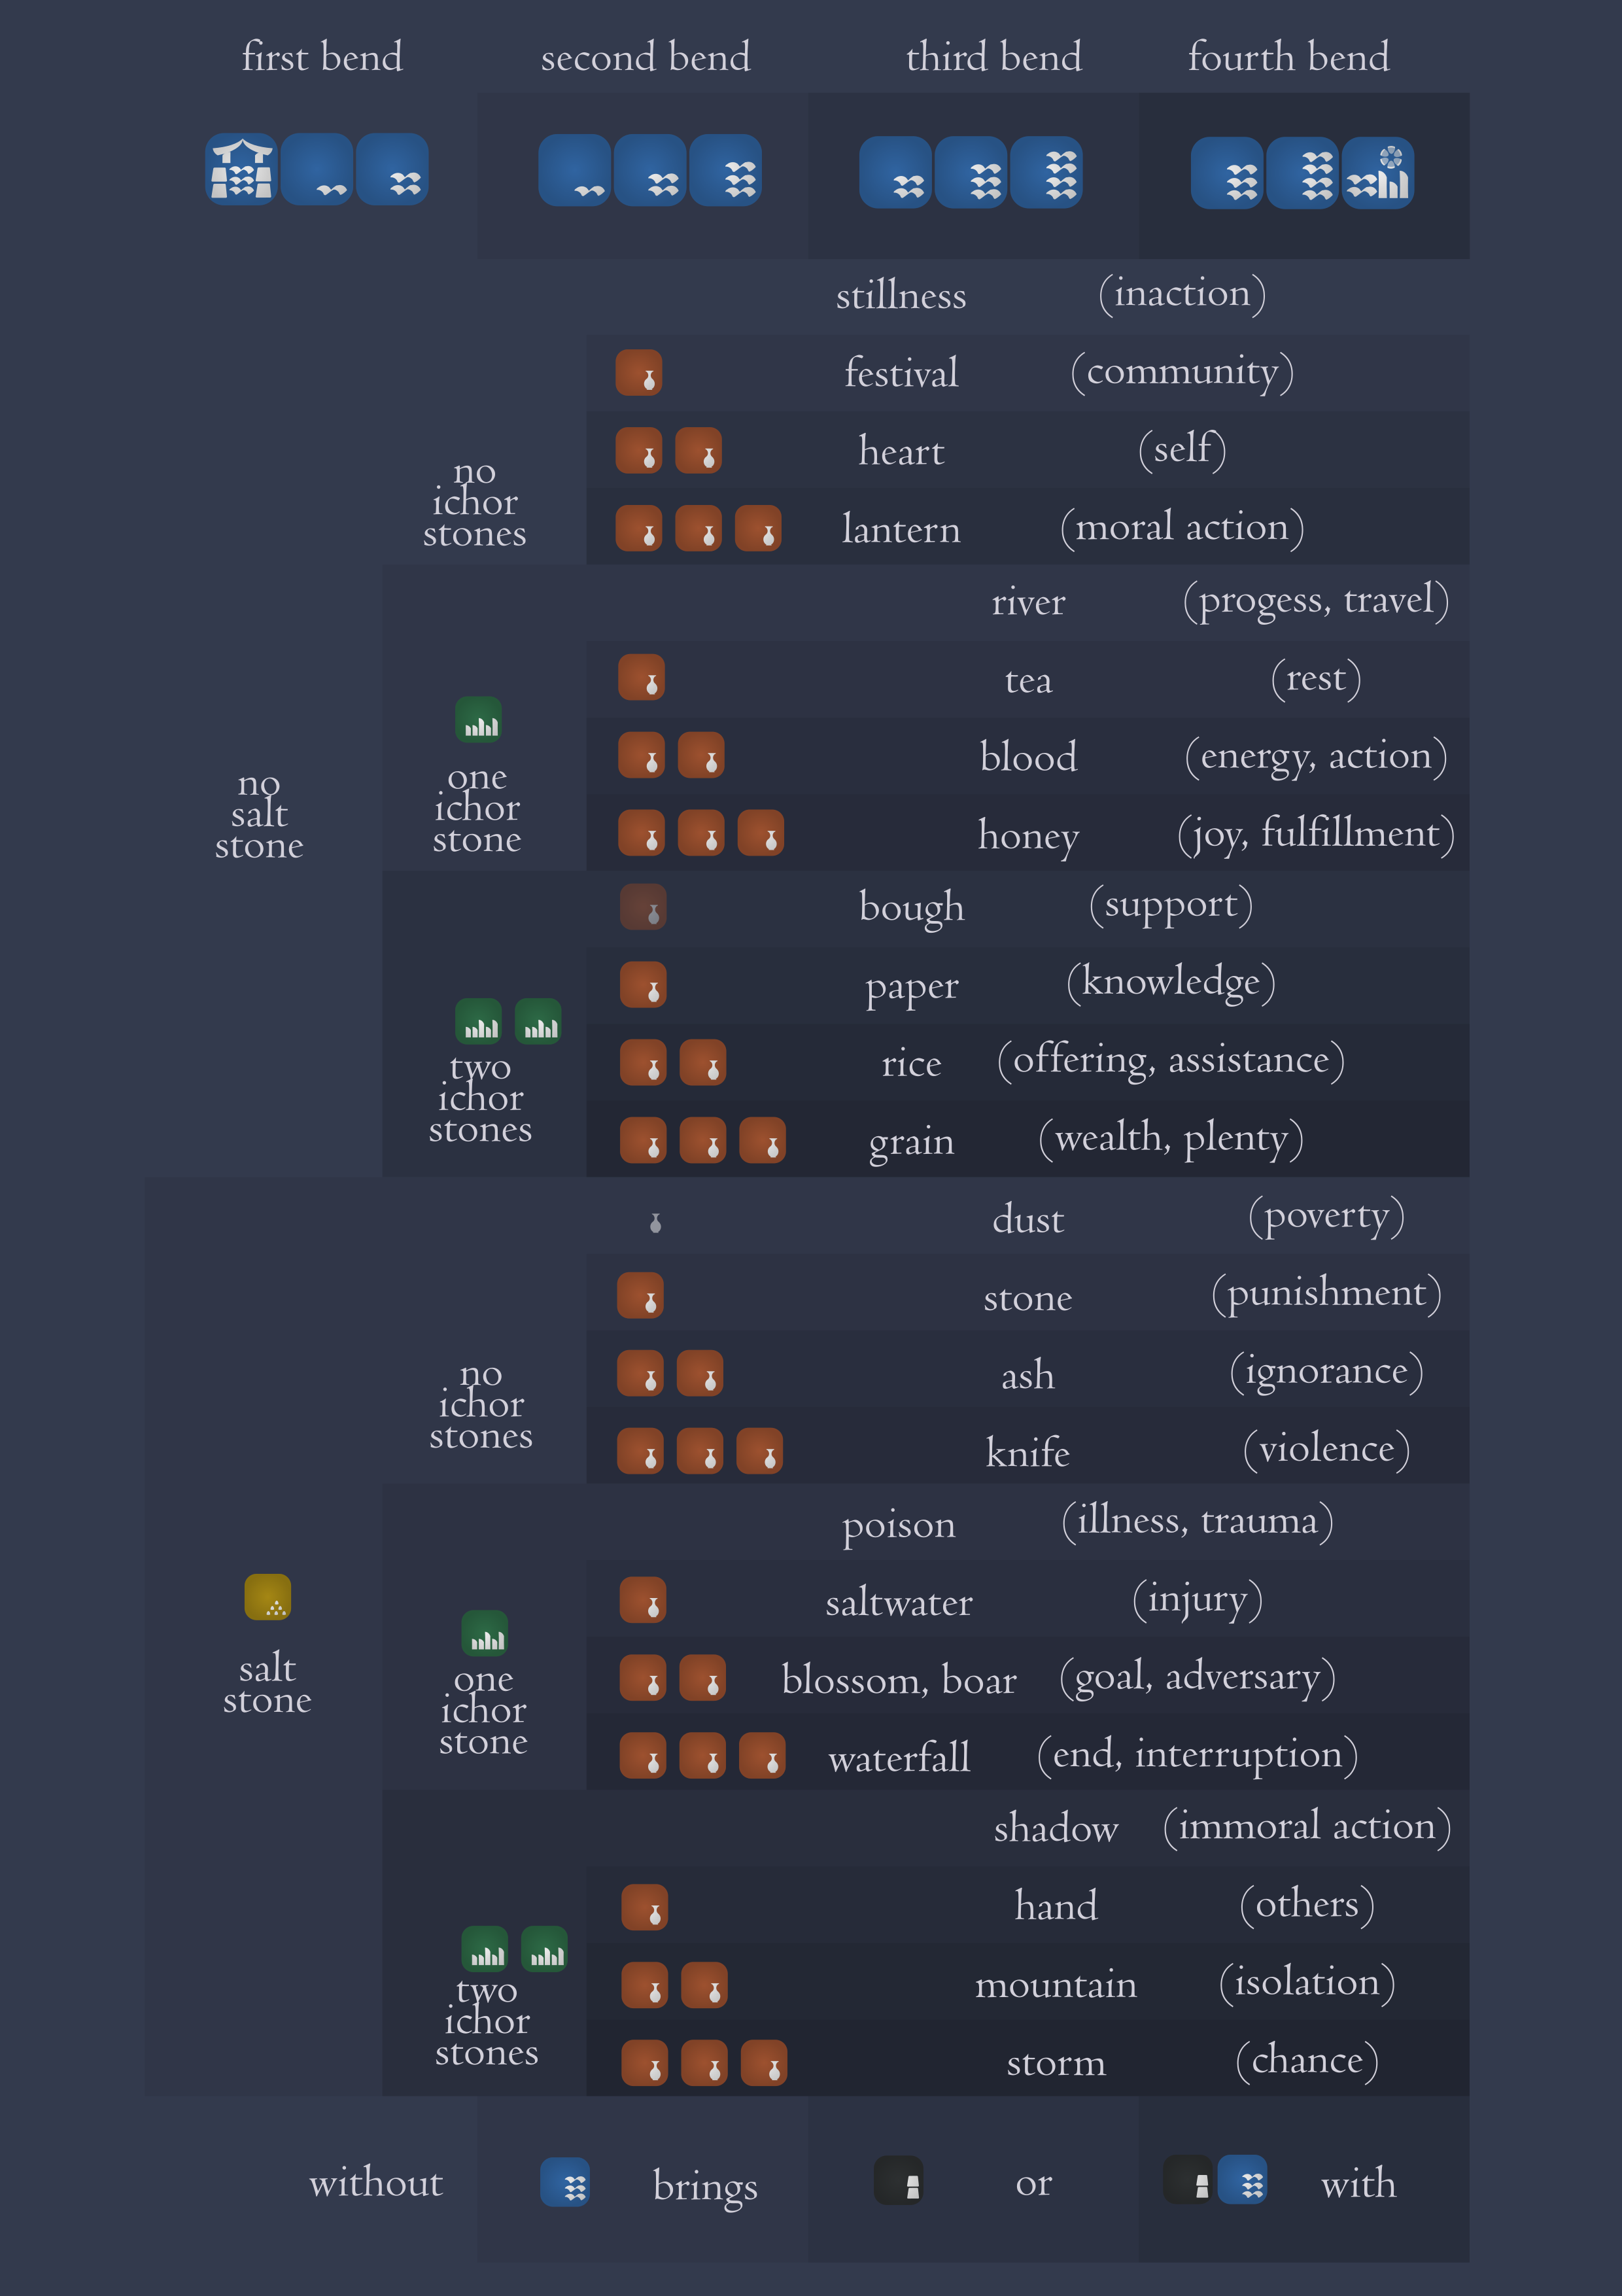 first bend second bend third bend fourth bend
stillness (inaction)
festival (community)
heart (self)
no
ichor
stones
lantern (moral action)
river (progess, travel)
tea (rest)
blood (energy, action)
no
salt
stone
one
ichor
stone
honey (joy, fulfillment)
bough (support)
paper (knowledge)
rice (offering, assistance)
two
ichor
stones
grain (wealth, plenty)
dust (poverty)
stone (punishment)
ash (ignorance)
no
ichor
stones
knife (violence)
poison (illness, trauma)
saltwater (injury)
salt
stone
one
ichor
stone
blossom, boar (goal, adversary)
waterfall (end, interruption)
shadow (immoral action)
hand (others)
mountain (isolation)
two
ichor
stones
storm (chance)
without brings or with